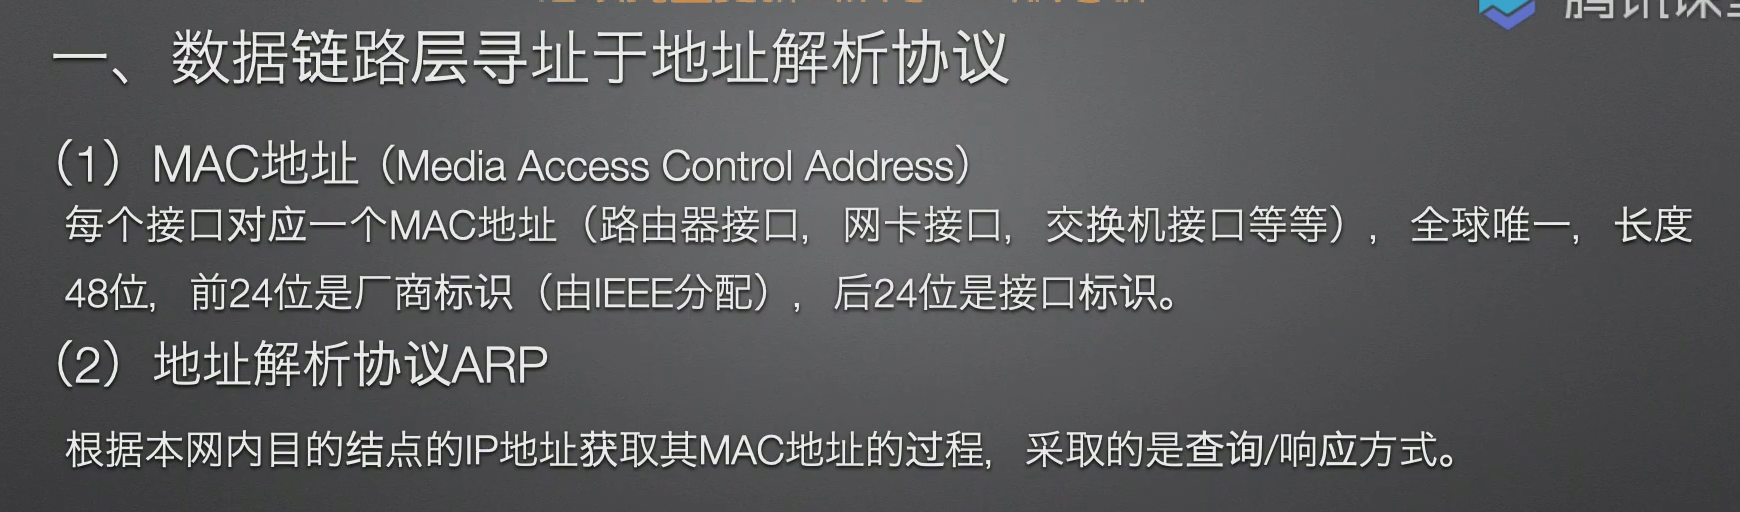 一、数据链路层寻址于地址解析协议
腾讯课堂
（1）MAC地址（Media Access Control Address）
每个接口对应一个MAC地址（路由器接口，网卡接口，交换机接口等等），全球唯一，长度
48位，前24位是厂商标识（由IEEE分配），后24位是接口标识。
（2）地址解析协议ARP
根据本网内目的结点的IP地址获取其MAC地址的过程，采取的是查询/响应方式。